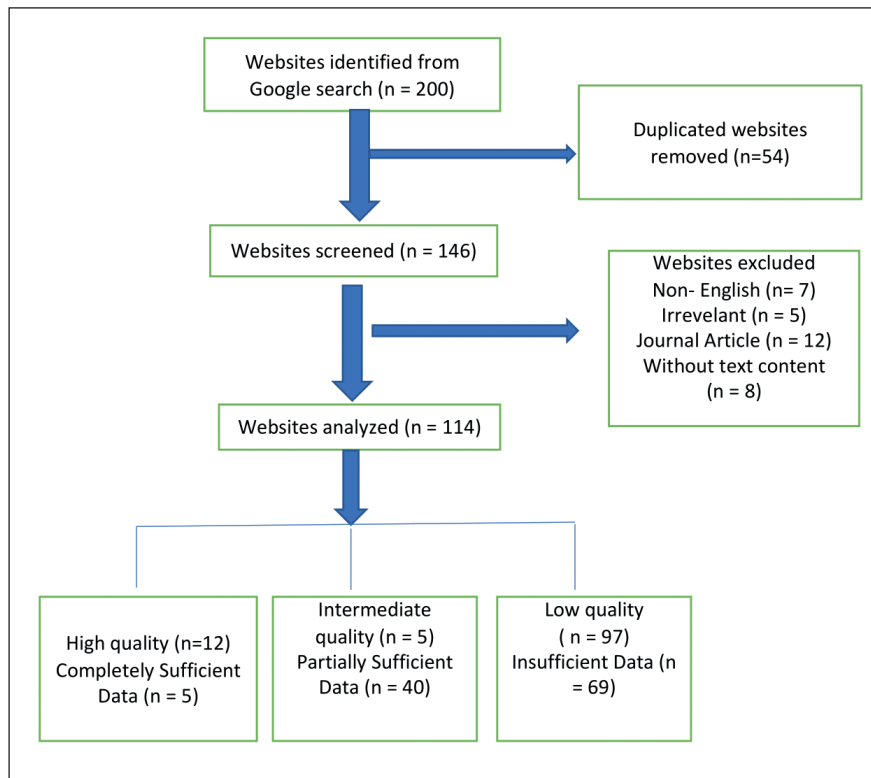 Websites identified from
Google search (n = 200)
Duplicated websites
removed (n=54)
Websites screened (n = 146)
Websites excluded
Non- English (n= 7)
Irrevelant (n = 5)
Journal Article (n = 12)
Without text content
(n = 8)
Websites analyzed (n = 114)
High quality (n=12)
Completely Sufficient
Data (n = 5)
Intermediate
quality (n = 5)
Partially Sufficient
Data (n = 40)
Low quality
( n = 97)
Insufficient Data (n
= 69)